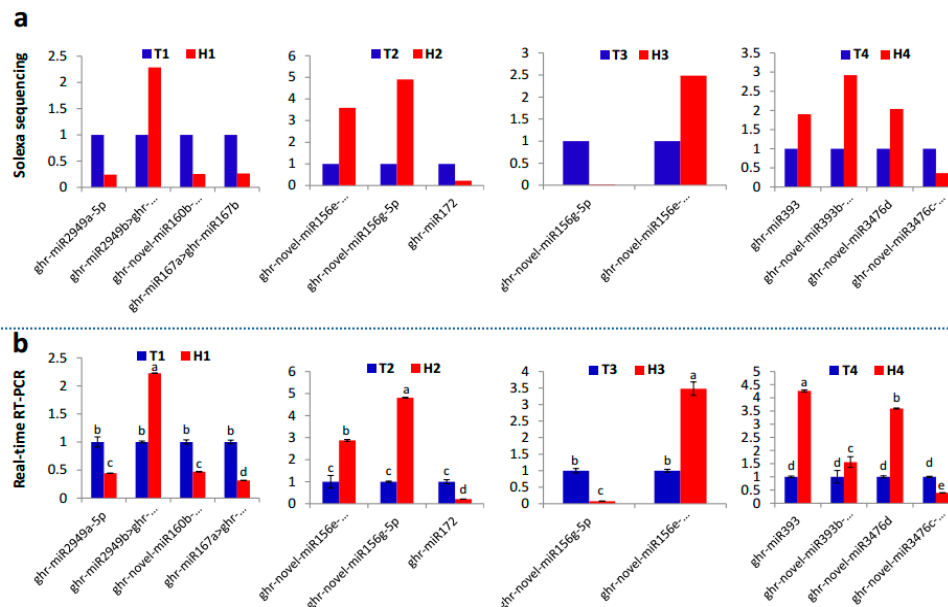 a
Solexa sequencing
T1 H1
2.5
2
1.5
1
0.5
0
ghr-miR2949a-5p
ghr-miR2949b>ghr-...
ghr-novel-miR160b-...
ghr-miR167a>ghr-miR167b
T2 H2
6
5
4
3
2
1
0
ghr-novel-miR156e-...
ghr-novel-miR156g-5p
ghr-miR172
T3 H3
3
2.5
2
1.5
1
0.5
0
ghr-novel-miR156g-5p
ghr-novel-miR156e-...
T4 H4
3.5
3
2.5
2
1.5
1
0.5
0
ghr-miR393
ghr-novel-miR393b-...
ghr-novel-miR3476d
ghr-novel-miR3476c-...
b
Real-time RT-PCR
T1 H1
2.5
2
1.5
1
0.5
0
b c b a b c b d
ghr-miR2949a-5p
ghr-miR2949b>ghr-...
ghr-novel-miR160b-...
ghr-miR167a>ghr-...
T2 H2
6
5
4
3
2
1
0
c b c a c d
ghr-novel-miR156e-...
ghr-novel-miR156g-5p
ghr-miR172
T3 H3
4
3.5
3
2.5
2
1.5
1
0.5
0
b c b a
ghr-novel-miR156g-5p
ghr-novel-miR156e-...
T4 H4
5
4.5
4
3.5
3
2.5
2
1.5
1
0.5
0
d a d c d b d e
ghr-miR393
ghr-novel-miR393b-...
ghr-novel-miR3476d
ghr-novel-miR3476c-...